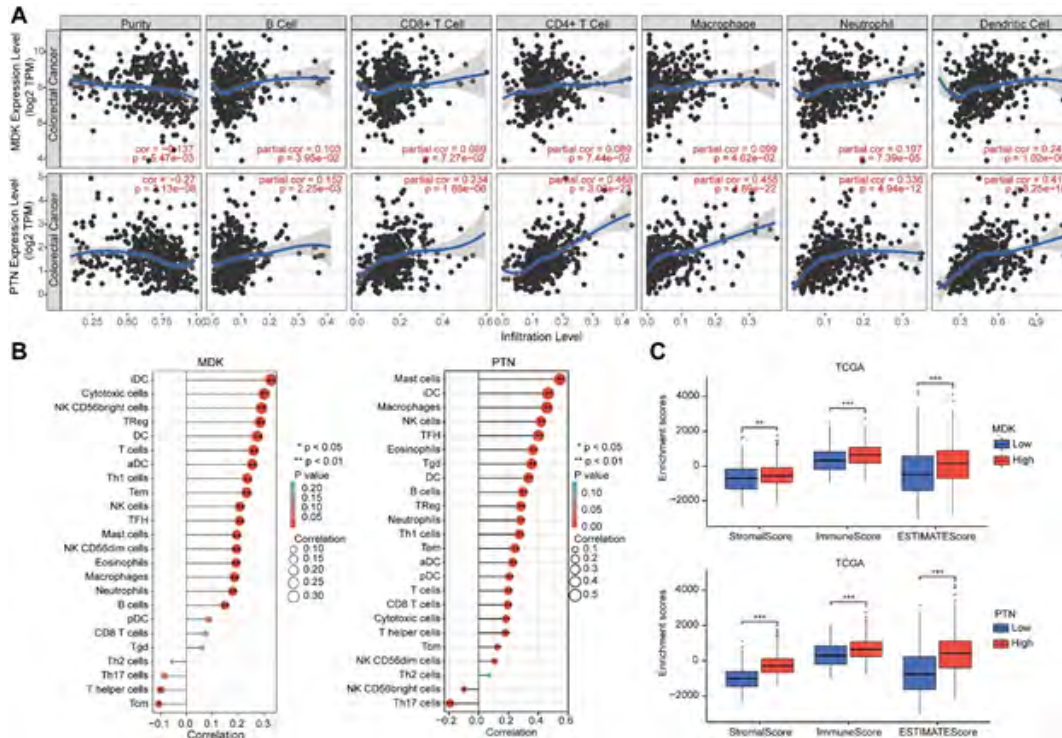 A
Purity
B Cell
CD8+ T Cell
CD4+ T Cell
Macrophage
Neutrophil
Dendritic Cell
MDK Expression Level
(log2 TPM)
Colorectal Cancer
10
8
6
4
partial cor = 0.103
p = 3.95e-02
partial cor = 0.089
p = 7.27e-02
partial cor = 0.089
p = 7.44e-02
partial cor = 0.099
p = 4.62e-02
partial cor = 0.197
p = 7.39e-05
PTN Expression Level
(log2 TPM)
Colorectal Cancer
5
4
3
2
1
0
cor = -0.27
partial cor = 0.152
p = 2.25e-03
partial cor = 0.234
partial cor = 0.468
partial cor = 0.458
partial cor = 0.336
p = 4.94e-12
0.25 0.50 0.75 1.00
0.0 0.1 0.2 0.3 0.4
0.0 0.2 0.4 0.6
0.0 0.1 0.2 0.3 0.4
0.0 0.1 0.2 0.3
0.1 0.2 0.3
0.3 0.6 0.9
Infiltration Level
B
MDK
iDC
Cytotoxic cells
NK CD56bright cells
TReg
DC
T cells
aDC
Th1 cells
Tem
NK cells
TFH
Mast cells
NK CD56dim cells
Eosinophils
Macrophages
Neutrophils
B cells
pDC
CD8 T cells
Tgd
Th2 cells
Th17 cells
T helper cells
Tcm
-0.1 0.0 0.1 0.2 0.3
Correlation
* p < 0.05
** p < 0.01
P value
0.20
0.15
0.10
0.05
Correlation
0.10
0.15
0.20
0.25
0.30
PTN
Mast cells
iDC
Macrophages
NK cells
TFH
Eosinophils
Tgd
DC
B cells
TReg
Neutrophils
Th1 cells
Tem
aDC
pDC
T cells
CD8 T cells
Cytotoxic cells
T helper cells
Tcm
NK CD56dim cells
Th2 cells
NK CD56bright cells
Th17 cells
-0.2 0.0 0.2 0.4 0.6
Correlation
* p < 0.05
** p < 0.01
P value
0.10
0.05
0.00
Correlation
0.1
0.2
0.3
0.4
0.5
C
TCGA
Enrichment scores
4000
2000
0
-2000
**
***
***
StromalScore
ImmuneScore
ESTIMATEScore
MDK
Low
High
TCGA
Enrichment scores
4000
2000
0
-2000
***
***
***
StromalScore
ImmuneScore
ESTIMATEScore
PTN
Low
High